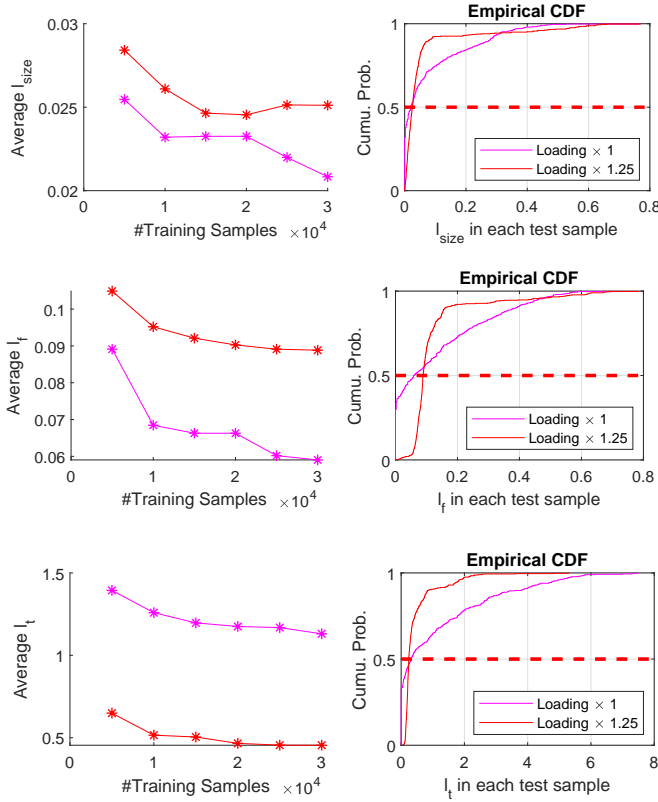 0.03
0.025
0.02
0
1
2
3
Average I_size
#Training Samples ×10^4
Empirical CDF
1
0.5
0
0
0.2
0.4
0.6
0.8
Cumu. Prob.
Loading × 1
Loading × 1.25
I_size in each test sample
0.1
0.09
0.08
0.07
0.06
0
1
2
3
Average I_f
#Training Samples ×10^4
Empirical CDF
1
0.5
0
0
0.2
0.4
0.6
0.8
Cumu. Prob.
Loading × 1
Loading × 1.25
I_f in each test sample
1.5
1
0.5
0
1
2
3
Average I_t
#Training Samples ×10^4
Empirical CDF
1
0.5
0
0
2
4
6
8
Cumu. Prob.
Loading × 1
Loading × 1.25
I_t in each test sample